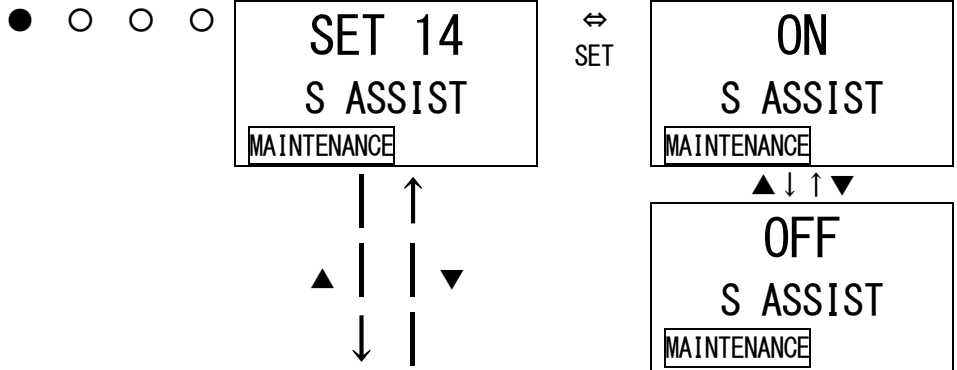 ● ○ ○ ○
SET 14
S ASSIST
MAINTENANCE
⇔
SET
ON
S ASSIST
MAINTENANCE
▲↓↑▼
OFF
S ASSIST
MAINTENANCE
▲ ▼